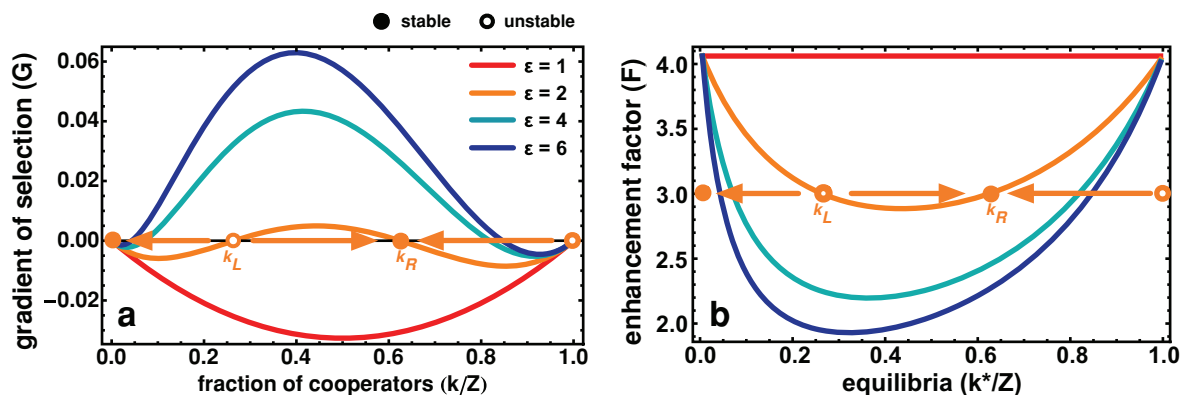 stable unstable
gradient of selection (G)
0.06
0.04
0.02
0.00
−0.02
ε = 1
ε = 2
ε = 4
ε = 6
k_L
k_R
a
0.0 0.2 0.4 0.6 0.8 1.0
fraction of cooperators (k/Z)
enhancement factor (F)
4.0
3.5
3.0
2.5
2.0
k_L
k_R
b
0.0 0.2 0.4 0.6 0.8 1.0
equilibria (k*/Z)